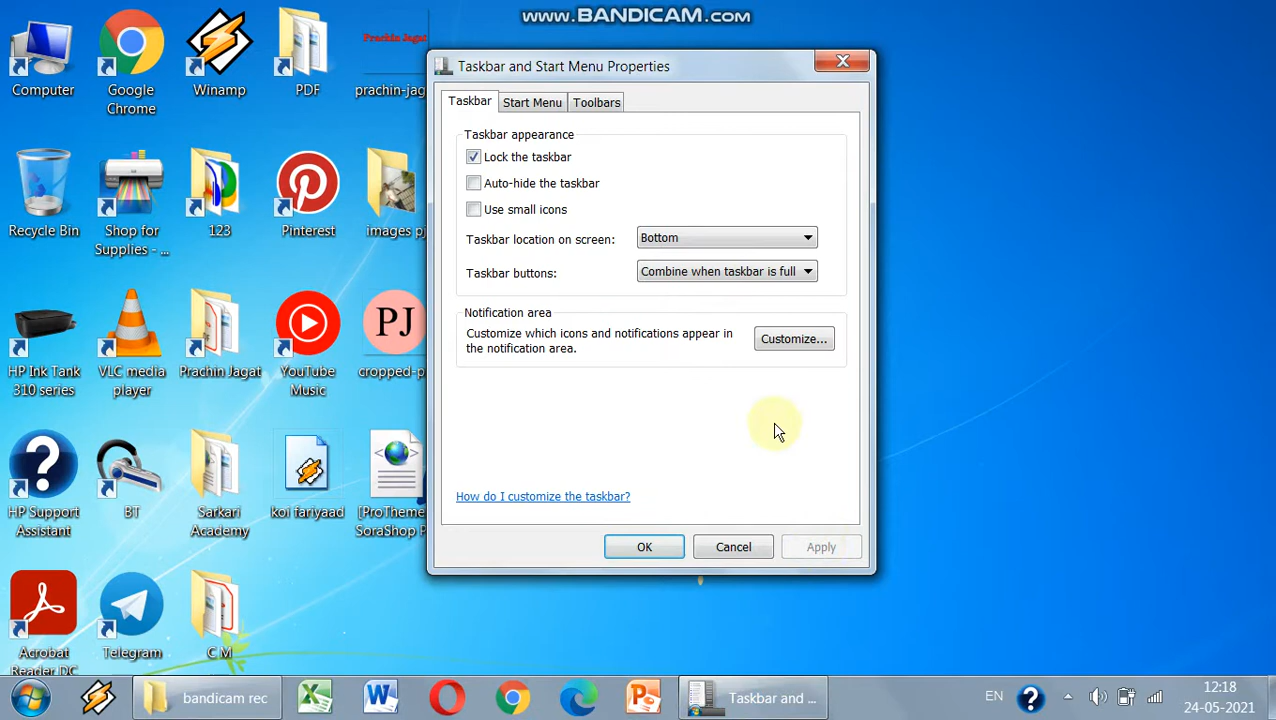 www.BANDICAM.com
Computer
Google
Chrome
Winamp
PDF
Prachin Jagat
prachin-jag
Taskbar and Start Menu Properties
Taskbar
Start Menu
Toolbars
Taskbar appearance
Lock the taskbar
Auto-hide the taskbar
Use small icons
Taskbar location on screen:
Bottom
Taskbar buttons:
Combine when taskbar is full
Notification area
Customize which icons and notifications appear in
the notification area.
Customize...
How do I customize the taskbar?
OK
Cancel
Apply
Recycle Bin
Shop for
Supplies - ...
123
Pinterest
images pj
HP Ink Tank
310 series
VLC media
player
Prachin Jagat
YouTube
Music
PJ
cropped-p
HP Support
Assistant
BT
Sarkari
Academy
koi fariyaad
[ProTheme
SoraShop P
Acrobat
Reader DC
Telegram
C M
bandicam rec
Taskbar and ...
EN
12:18
24-05-2021